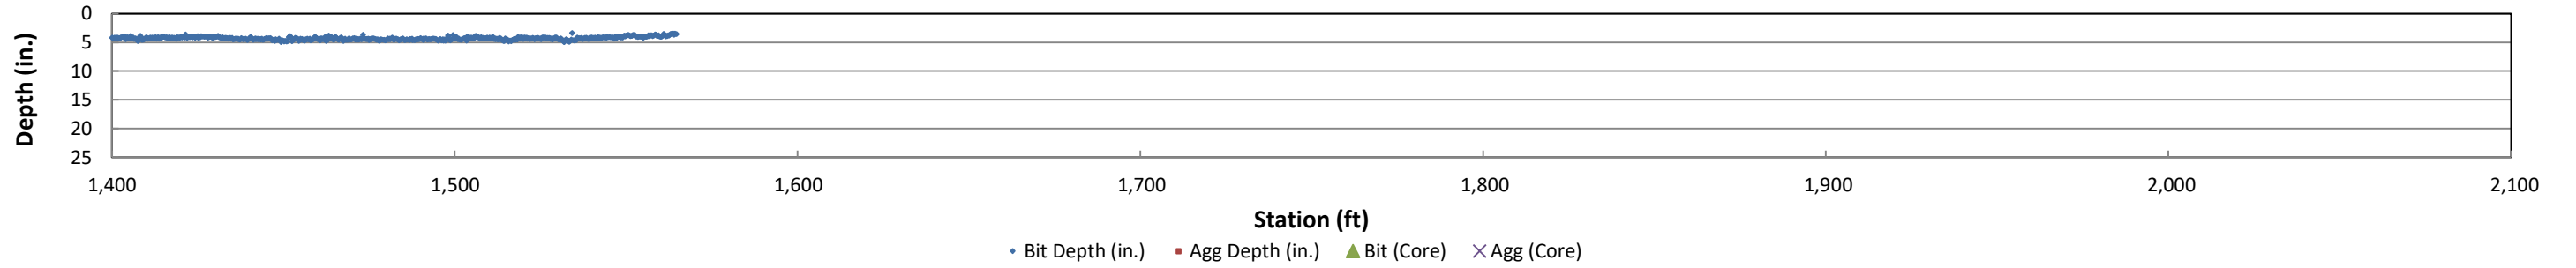 Depth (in.)
0
5
10
15
20
25
1,400 1,500 1,600 1,700 1,800 1,900 2,000 2,100
Station (ft)
Bit Depth (in.) Agg Depth (in.) Bit (Core) Agg (Core)